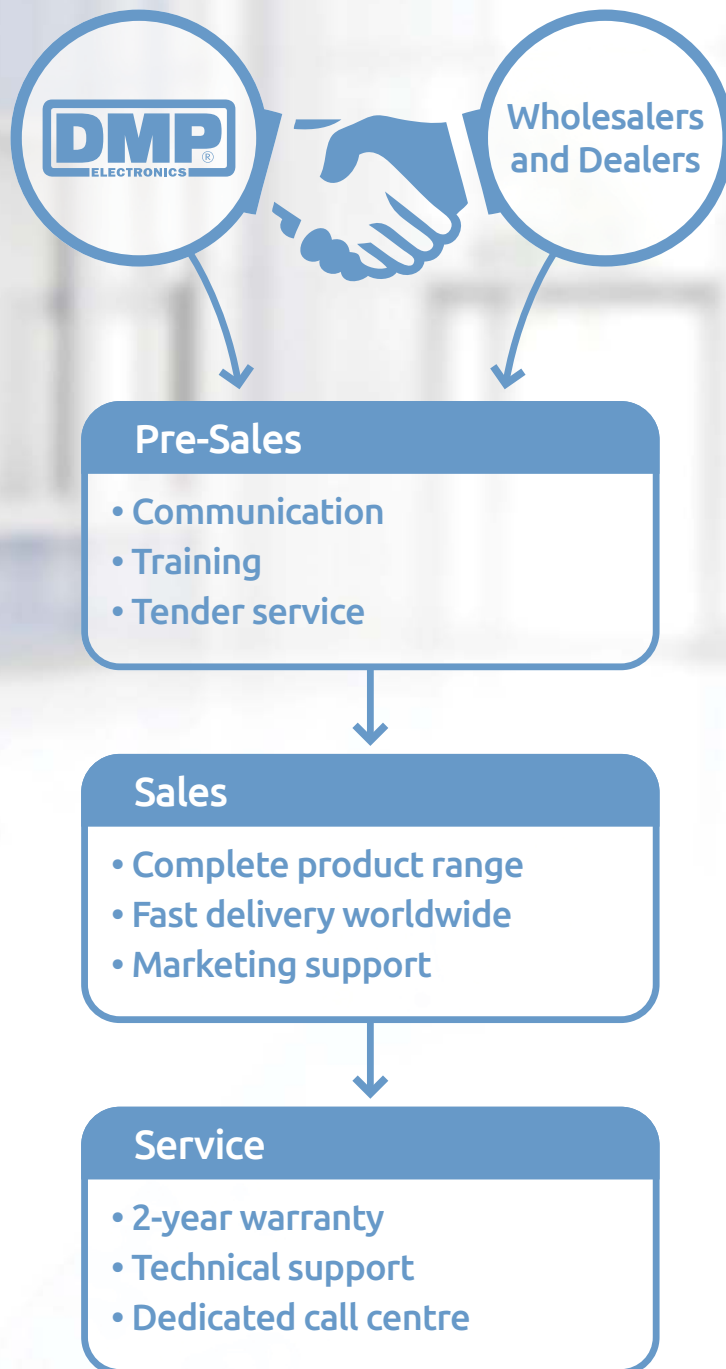 DMP®
ELECTRONICS
Wholesalers
and Dealers
Pre-Sales
• Communication
• Training
• Tender service
Sales
• Complete product range
• Fast delivery worldwide
• Marketing support
Service
• 2-year warranty
• Technical support
• Dedicated call centre